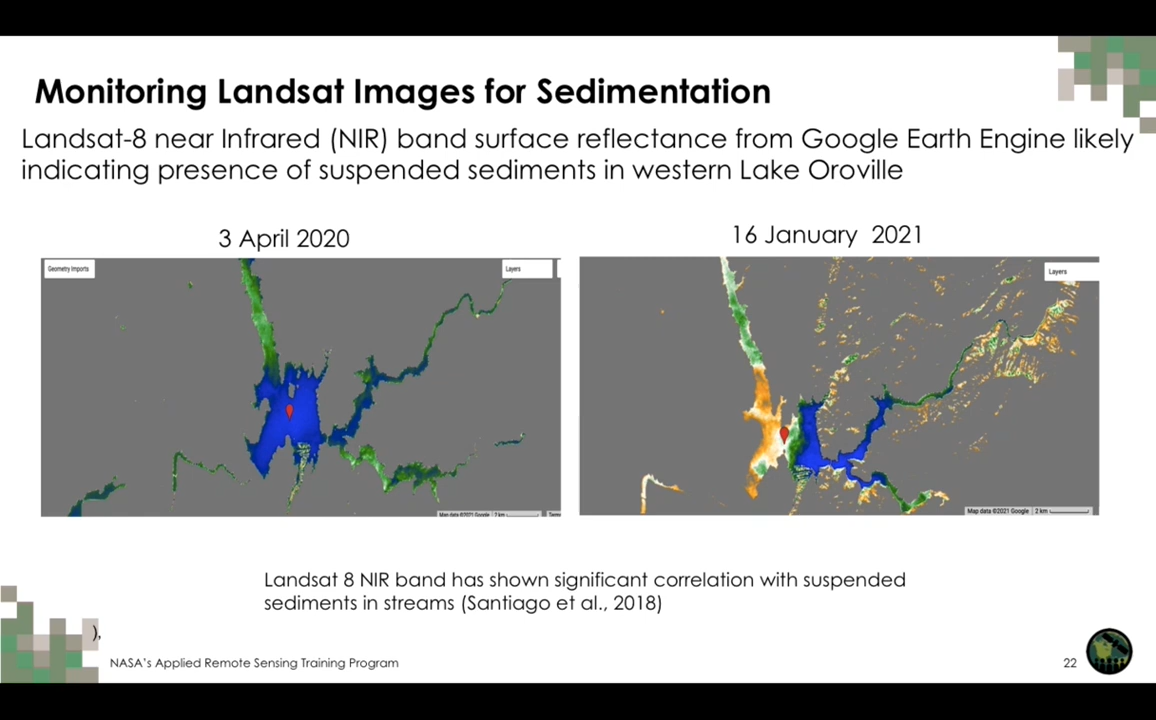 Monitoring Landsat Images for Sedimentation
Landsat-8 near Infrared (NIR) band surface reflectance from Google Earth Engine likely
indicating presence of suspended sediments in western Lake Oroville
3 April 2020
16 January 2021
Geometry Imports
Layers
Layers
Map data ©2021 Google 2 km Terms
Map data ©2021 Google 2 km
Landsat 8 NIR band has shown significant correlation with suspended
sediments in streams (Santiago et al., 2018)
),
NASA's Applied Remote Sensing Training Program
22